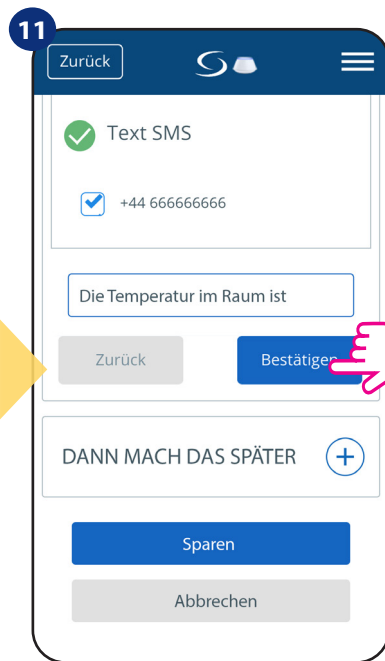 11
Zurück
Text SMS
+44 666666666
Die Temperatur im Raum ist
Zurück
Bestätigen
DANN MACH DAS SPÄTER
Sparen
Abbrechen